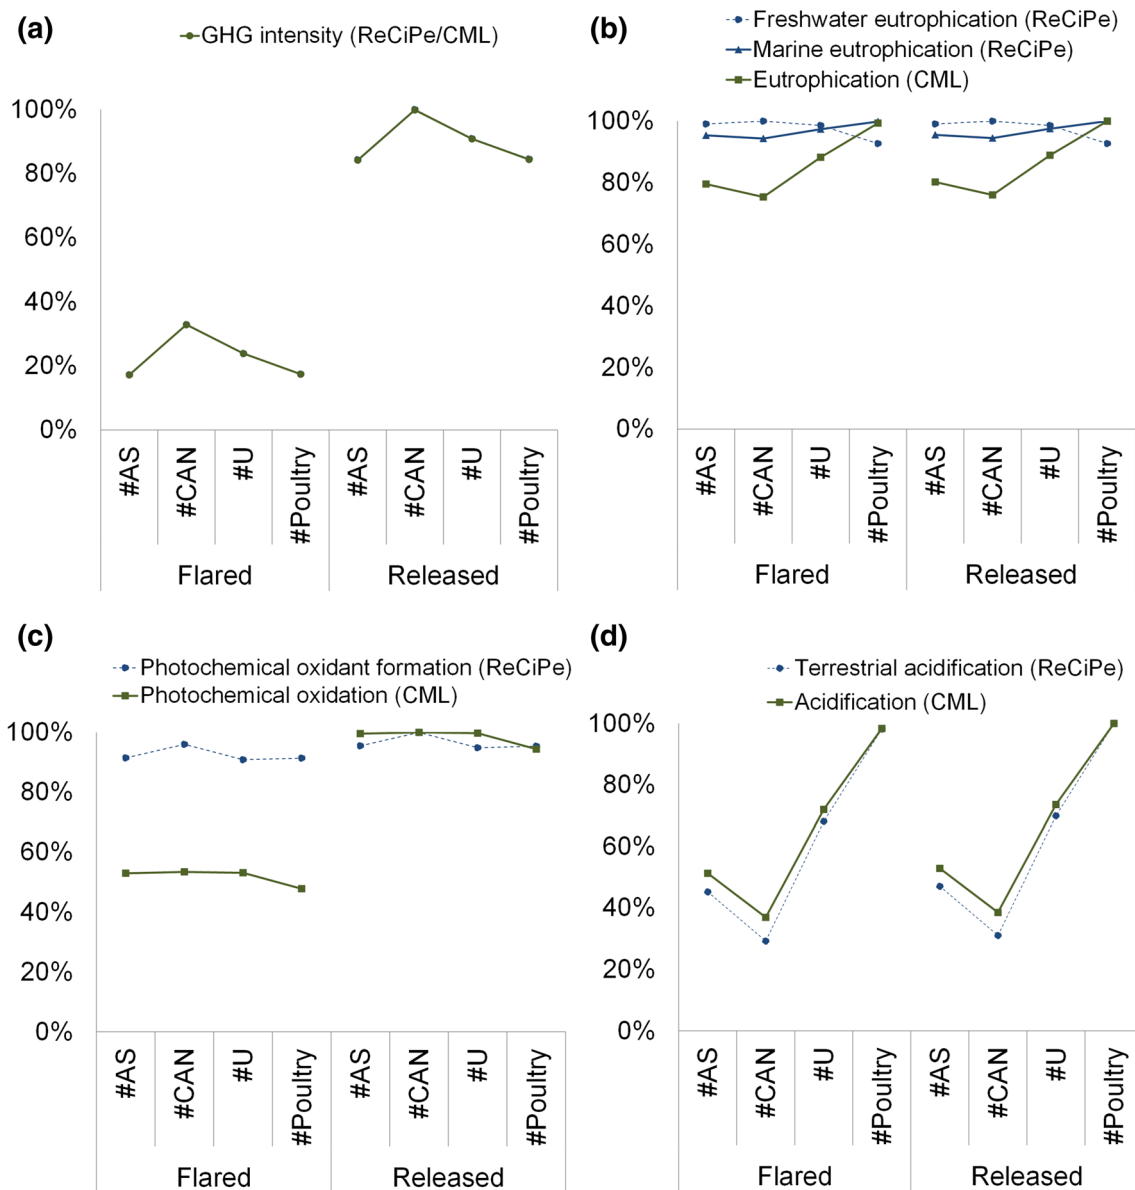 (a)
GHG intensity (ReCiPe/CML)
100%
80%
60%
40%
20%
0%
#AS
#CAN
#U
#Poultry
#AS
#CAN
#U
#Poultry
Flared
Released
(b)
Freshwater eutrophication (ReCiPe)
Marine eutrophication (ReCiPe)
Eutrophication (CML)
100%
80%
60%
40%
20%
0%
#AS
#CAN
#U
#Poultry
#AS
#CAN
#U
#Poultry
Flared
Released
(c)
Photochemical oxidant formation (ReCiPe)
Photochemical oxidation (CML)
100%
80%
60%
40%
20%
0%
#AS
#CAN
#U
#Poultry
#AS
#CAN
#U
#Poultry
Flared
Released
(d)
Terrestrial acidification (ReCiPe)
Acidification (CML)
100%
80%
60%
40%
20%
0%
#AS
#CAN
#U
#Poultry
#AS
#CAN
#U
#Poultry
Flared
Released